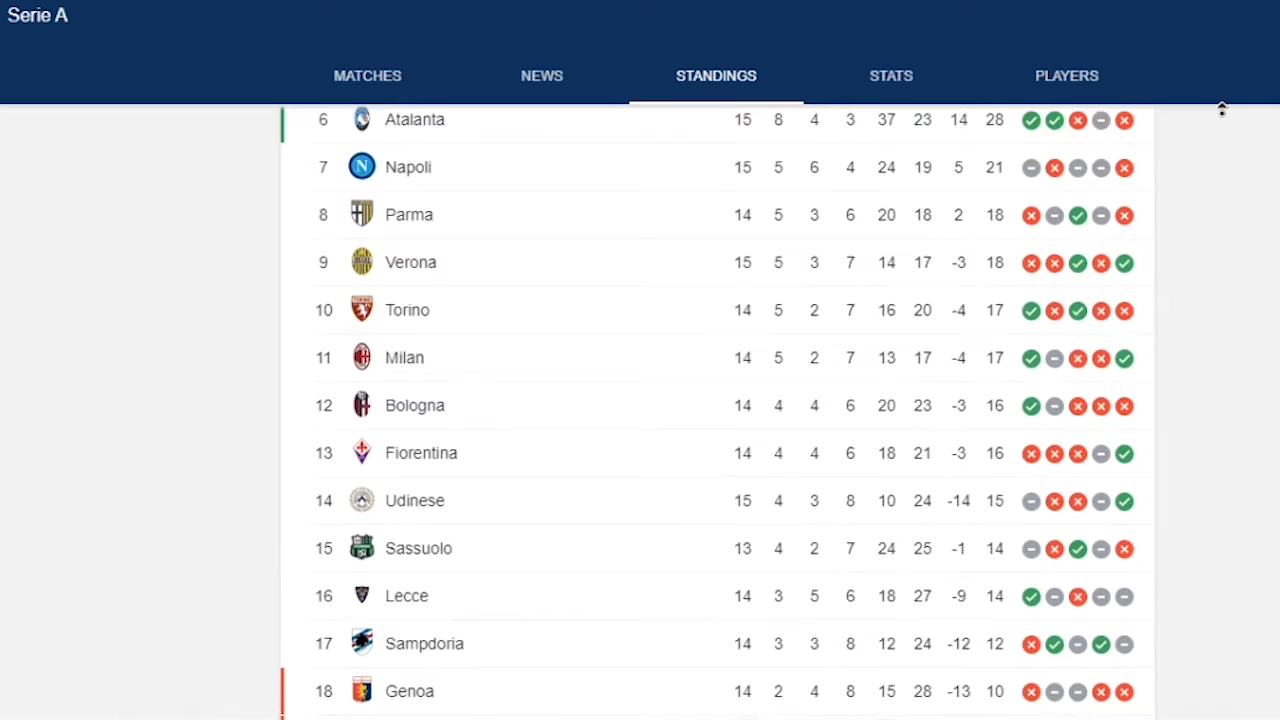 Serie A
MATCHES NEWS STANDINGS STATS PLAYERS
6 Atalanta 15 8 4 3 37 23 14 28
7 N Napoli 15 5 6 4 24 19 5 21
8 Parma 14 5 3 6 20 18 2 18
9 Verona 15 5 3 7 14 17 -3 18
10 Torino 14 5 2 7 16 20 -4 17
11 Milan 14 5 2 7 13 17 -4 17
12 Bologna 14 4 4 6 20 23 -3 16
13 Fiorentina 14 4 4 6 18 21 -3 16
14 Udinese 15 4 3 8 10 24 -14 15
15 Sassuolo 13 4 2 7 24 25 -1 14
16 Lecce 14 3 5 6 18 27 -9 14
17 Sampdoria 14 3 3 8 12 24 -12 12
18 Genoa 14 2 4 8 15 28 -13 10